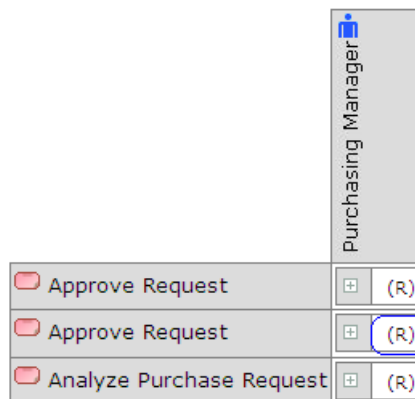 Purchasing Manager
Approve Request (R)
Approve Request (R)
Analyze Purchase Request (R)